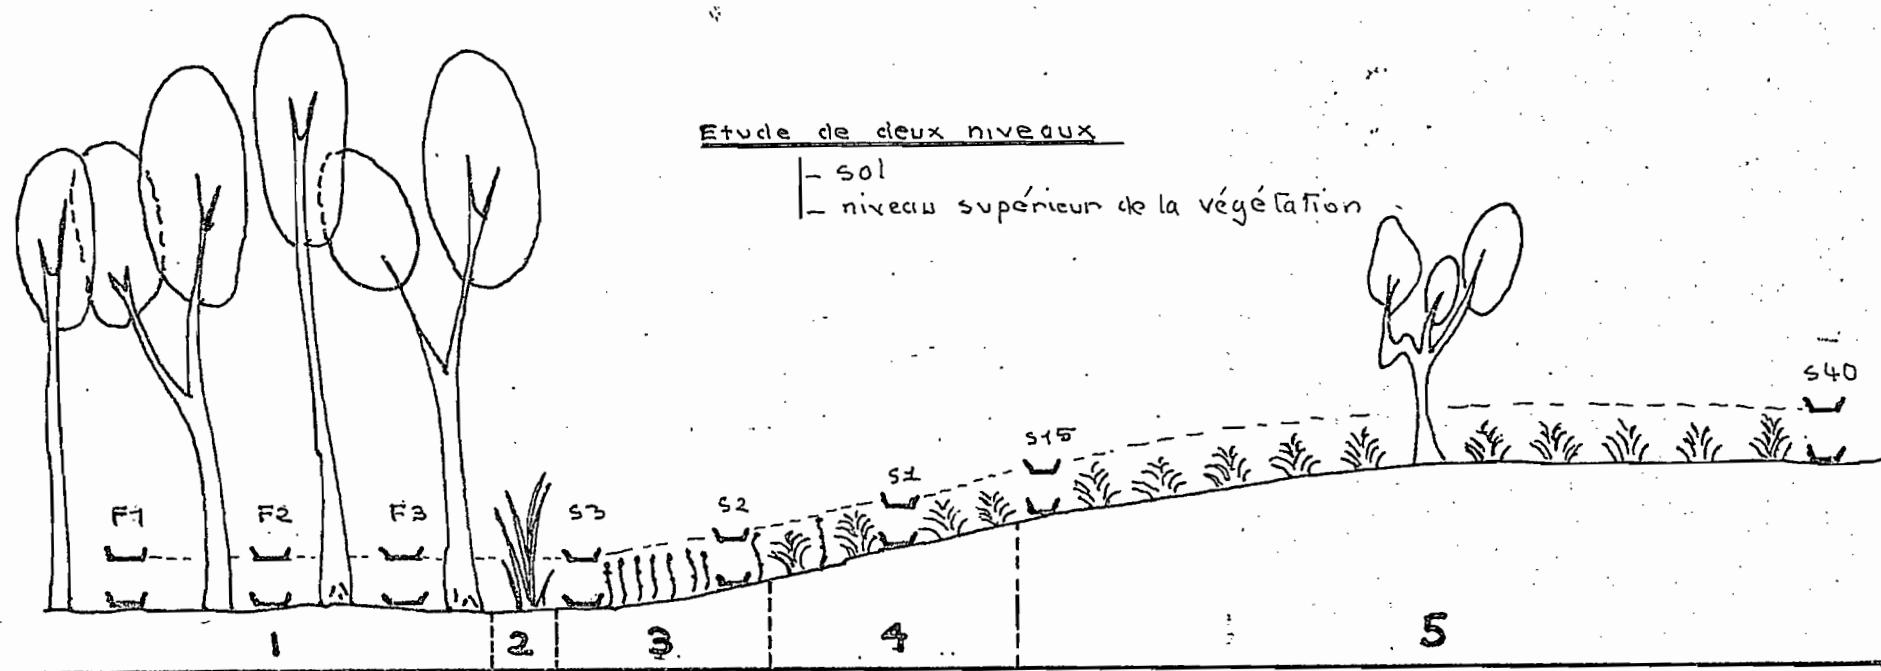 Etude de deux niveaux
- sol
- niveau supérieur de la végétation
S40
S15
S1
F1 F2 F3 S3 S2
1 2 3 4 5